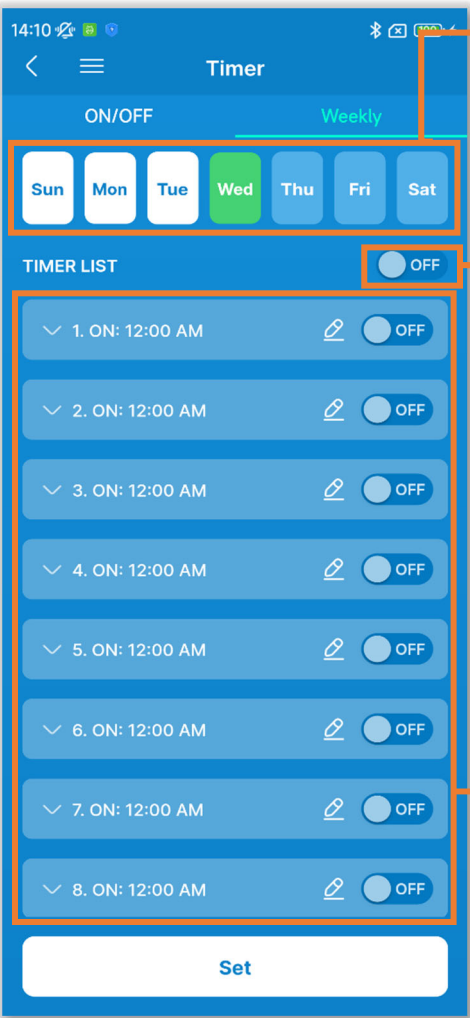 14:10
Timer
ON/OFF Weekly
Sun Mon Tue Wed Thu Fri Sat
TIMER LIST OFF
1. ON: 12:00 AM OFF
2. ON: 12:00 AM OFF
3. ON: 12:00 AM OFF
4. ON: 12:00 AM OFF
5. ON: 12:00 AM OFF
6. ON: 12:00 AM OFF
7. ON: 12:00 AM OFF
8. ON: 12:00 AM OFF
Set